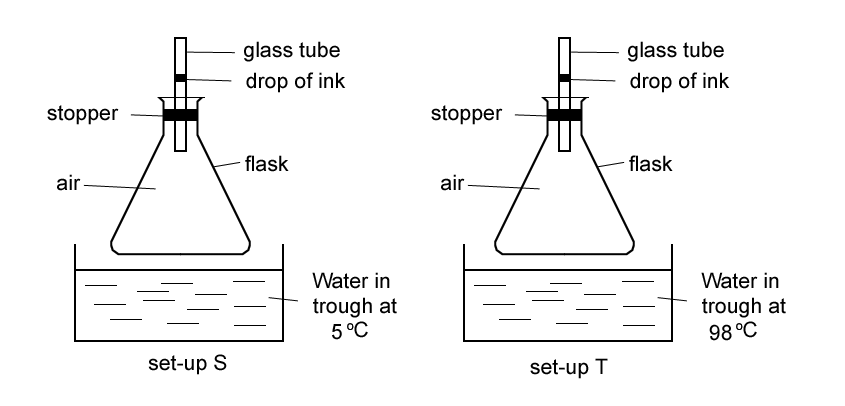 glass tube
drop of ink
stopper
flask
air
Water in
trough at
5 °C
set-up S
glass tube
drop of ink
stopper
flask
air
Water in
trough at
98 °C
set-up T